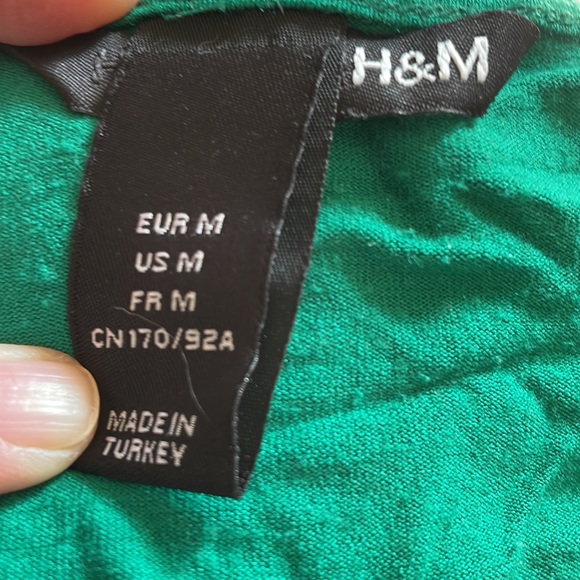 H&M
EUR M
US M
FR M
CN170/92A
MADE IN
TURKEY